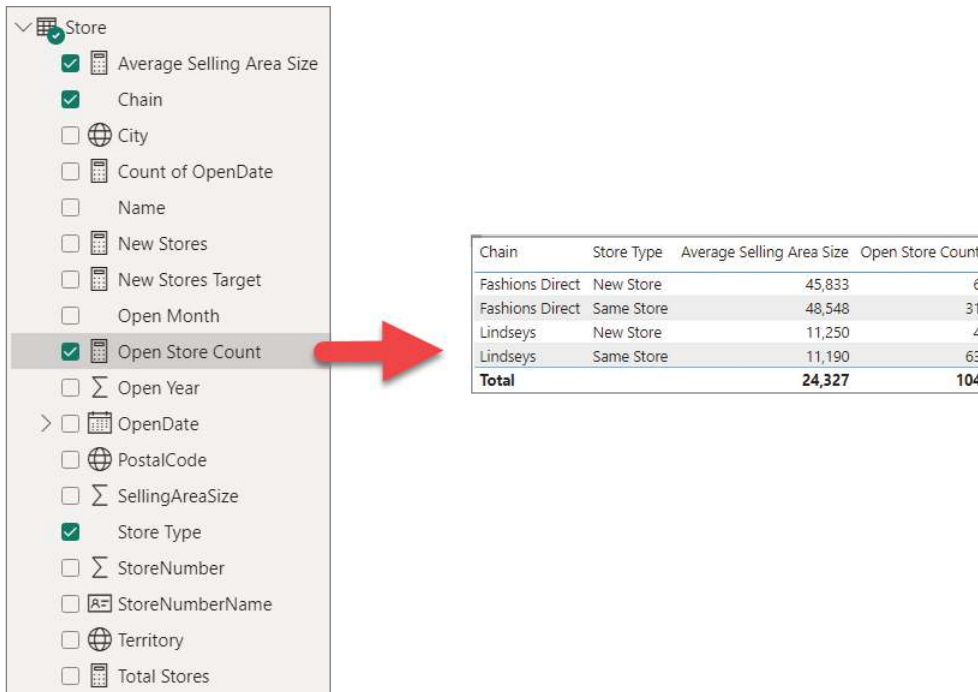 Store
Average Selling Area Size
Chain
City
Count of OpenDate
Name
New Stores
New Stores Target
Open Month
Open Store Count
Open Year
OpenDate
PostalCode
SellingAreaSize
Store Type
StoreNumber
StoreNumberName
Territory
Total Stores
Chain Store Type Average Selling Area Size Open Store Count
Fashions Direct New Store 45,833 6
Fashions Direct Same Store 48,548 31
Lindseys New Store 11,250 4
Lindseys Same Store 11,190 63
Total 24,327 104